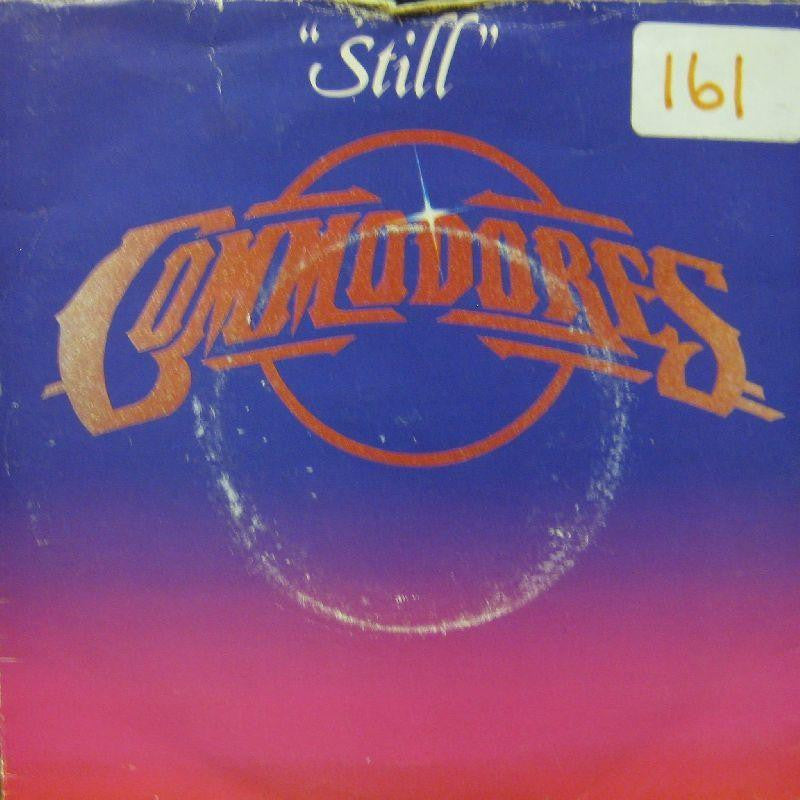 "Still"
161
COMMODORES